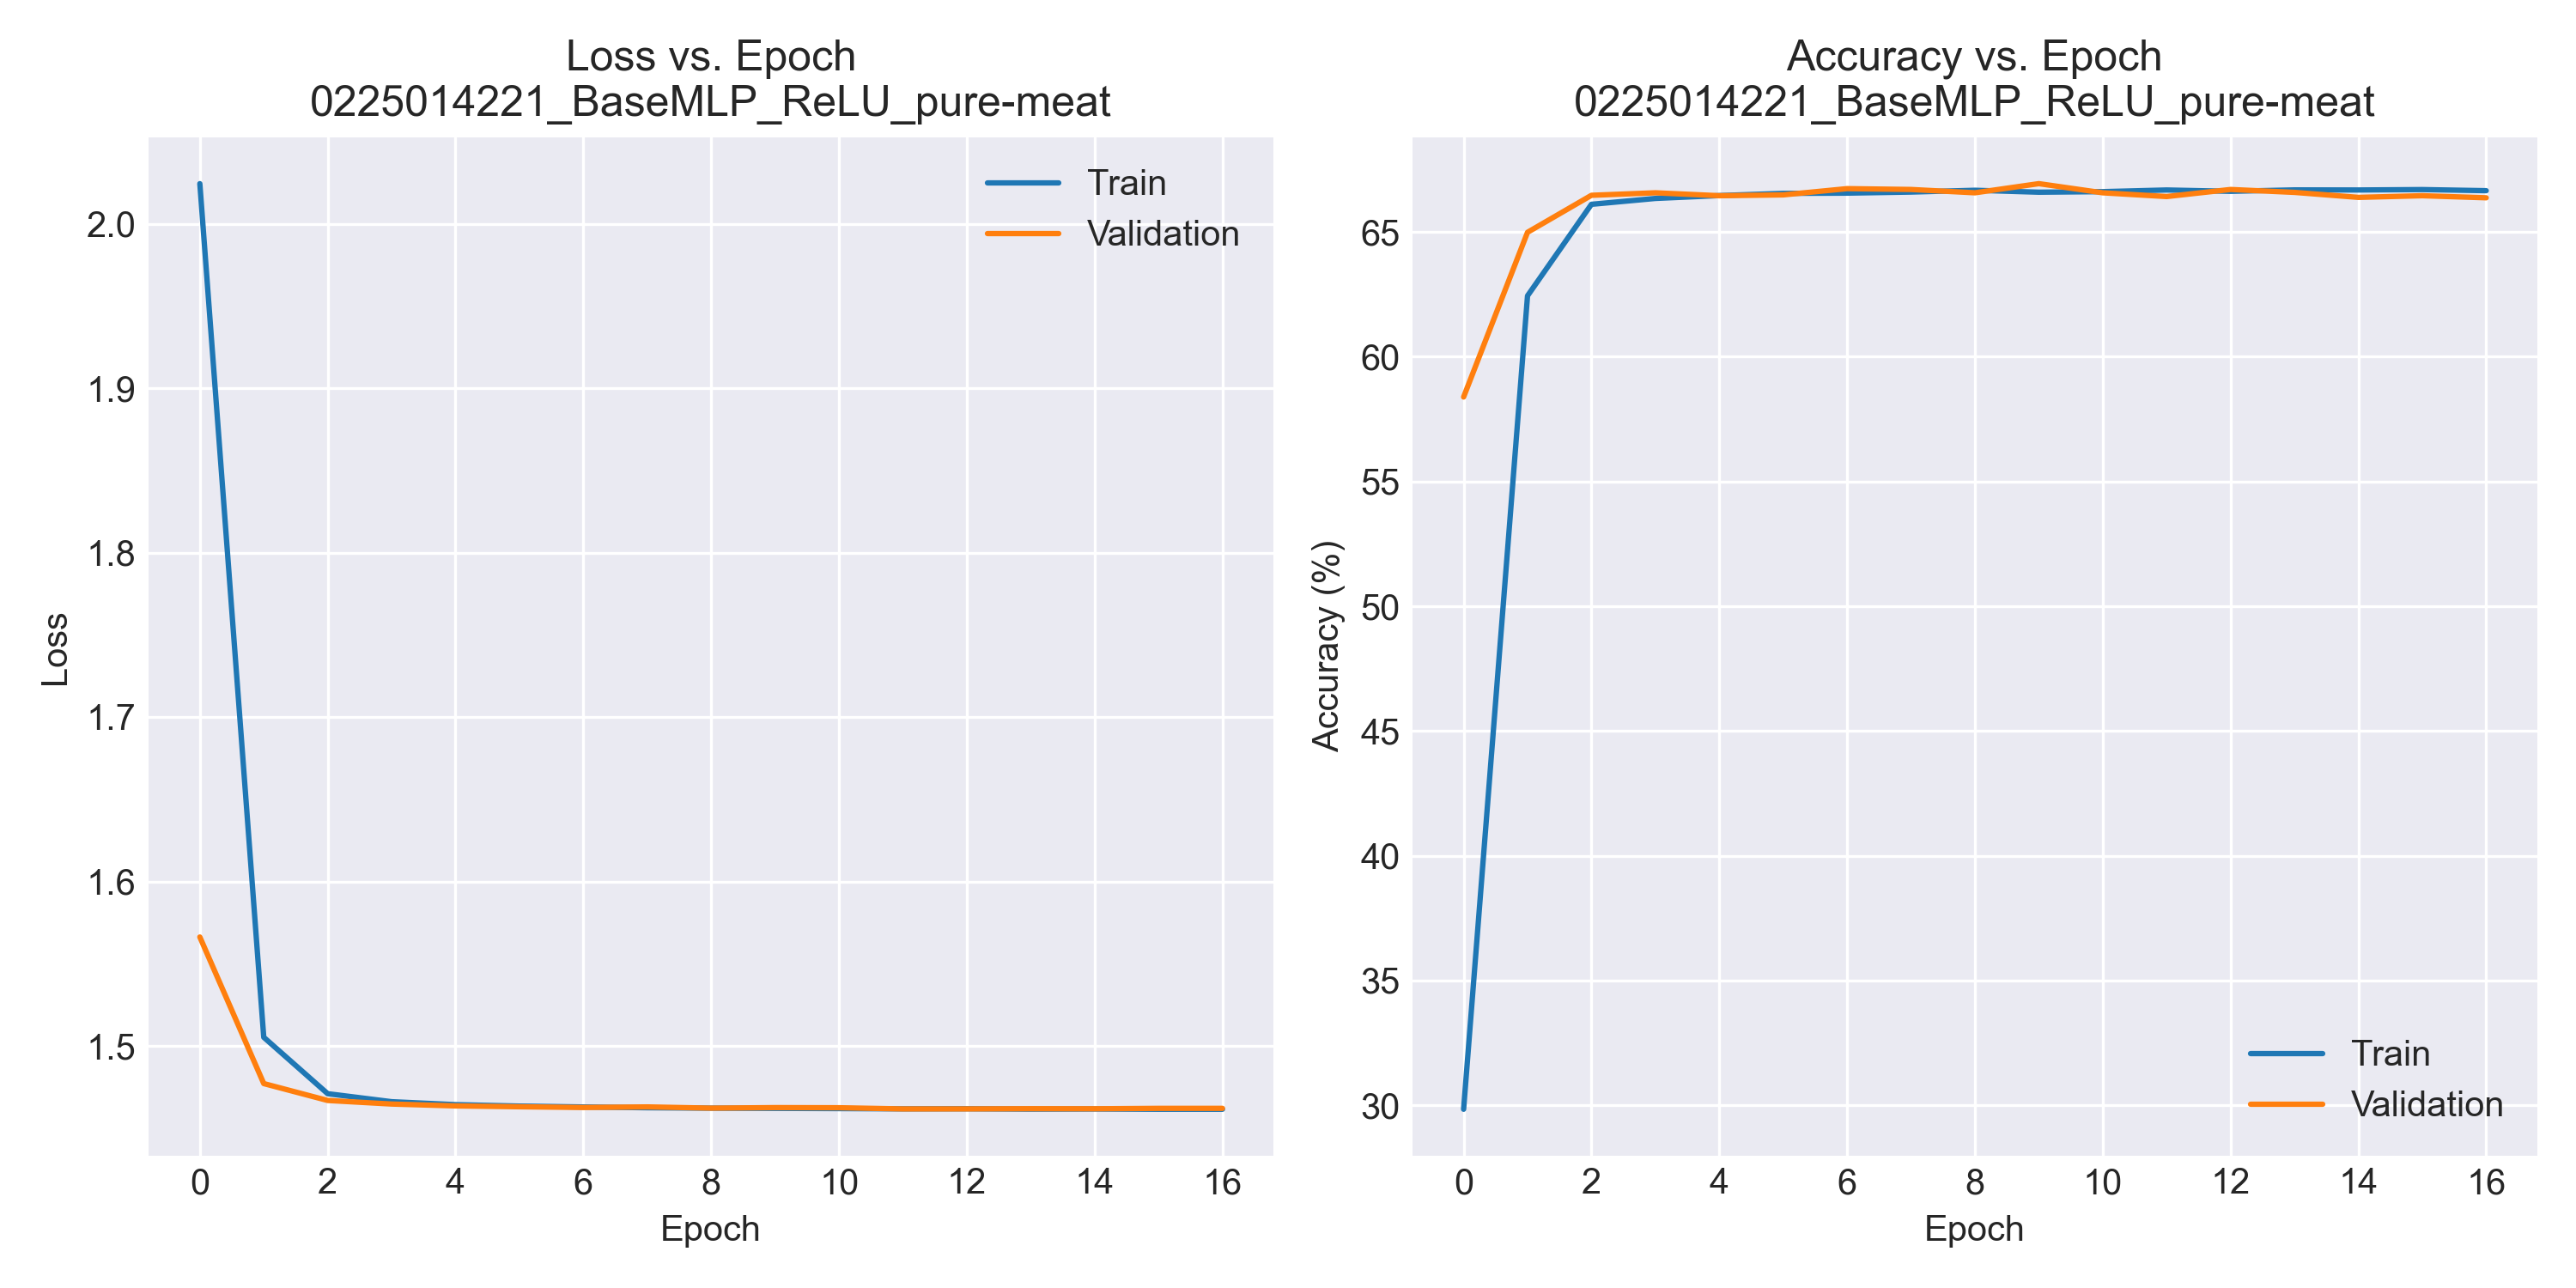 Loss vs. Epoch
0225014221_BaseMLP_ReLU_pure-meat
Train
Validation
2.0
1.9
1.8
1.7
1.6
1.5
Loss
0 2 4 6 8 10 12 14 16
Epoch
Accuracy vs. Epoch
0225014221_BaseMLP_ReLU_pure-meat
65
60
55
50
45
40
35
30
Accuracy (%)
Train
Validation
0 2 4 6 8 10 12 14 16
Epoch